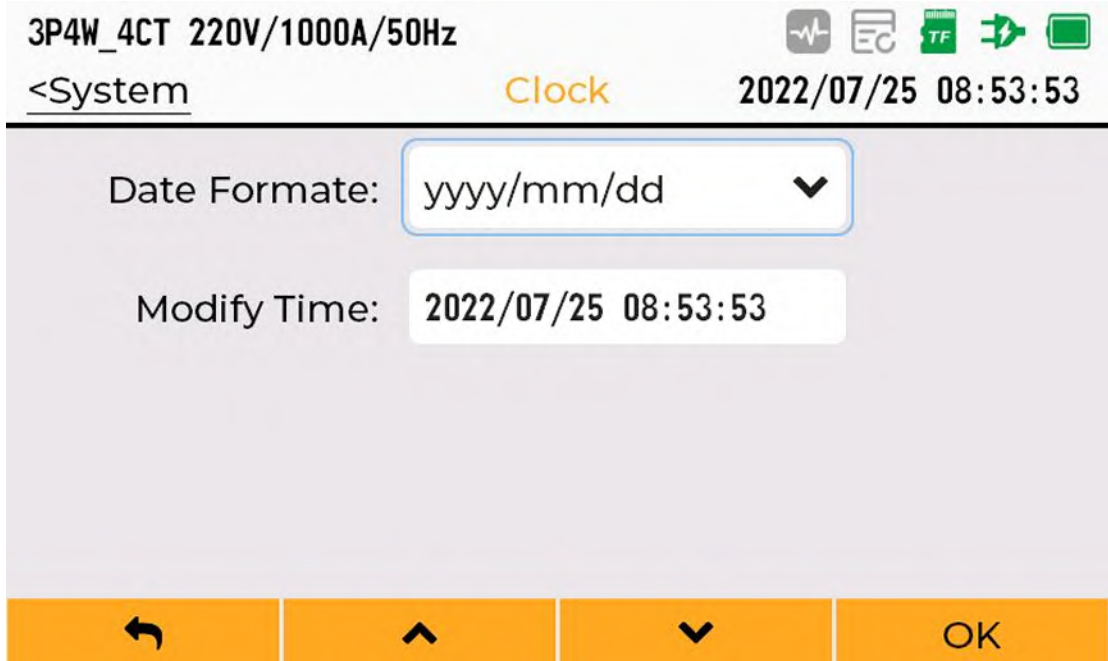 3P4W_4CT 220V/1000A/50Hz
TF
<System Clock 2022/07/25 08:53:53
Date Formate: yyyy/mm/dd
Modify Time: 2022/07/25 08:53:53
OK